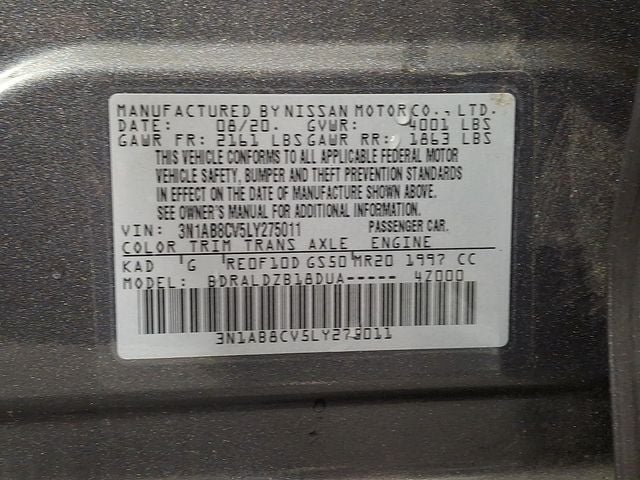 MANUFACTURED BY NISSAN MOTOR CO., LTD.
DATE: 08/20. GVWR: 4001 LBS
GAWR FR: 2161 LBS GAWR RR: 1863 LBS
THIS VEHICLE CONFORMS TO ALL APPLICABLE FEDERAL MOTOR
VEHICLE SAFETY, BUMPER AND THEFT PREVENTION STANDARDS
IN EFFECT ON THE DATE OF MANUFACTURE SHOWN ABOVE.
SEE OWNER'S MANUAL FOR ADDITIONAL INFORMATION.
VIN: 3N1AB8CV5LY275011 PASSENGER CAR.
COLOR TRIM TRANS AXLE ENGINE
KAD G RE0F10D GS50 MR20 1997 CC
MODEL: BDRALDZB18DUA----- 4Z000
3N1AB8CV5LY275011